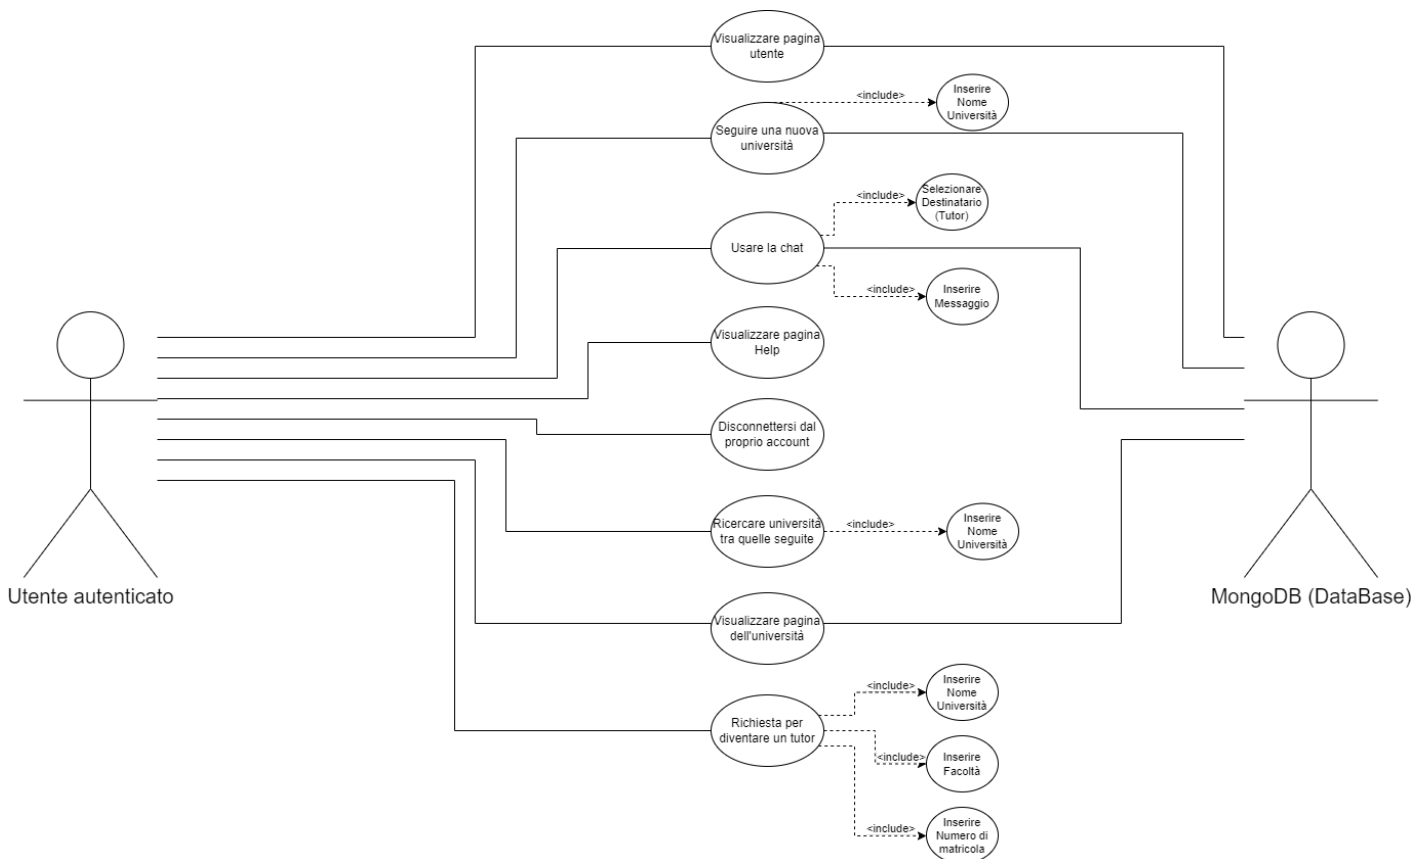 Visualizzare pagina
utente
<include>
Inserire
Nome
Università
Seguire una nuova
università
<include>
Selezionare
Destinatario
(Tutor)
Usare la chat
<include>
Inserire
Messaggio
Visualizzare pagina
Help
Disconnettersi dal
proprio account
Ricercare università
tra quelle seguite
<include>
Inserire
Nome
Università
Utente autenticato
MongoDB (DataBase)
Visualizzare pagina
dell'università
<include>
Inserire
Nome
Università
Richiesta per
diventare un tutor
<include>
Inserire
Facoltà
<include>
Inserire
Numero di
matricola